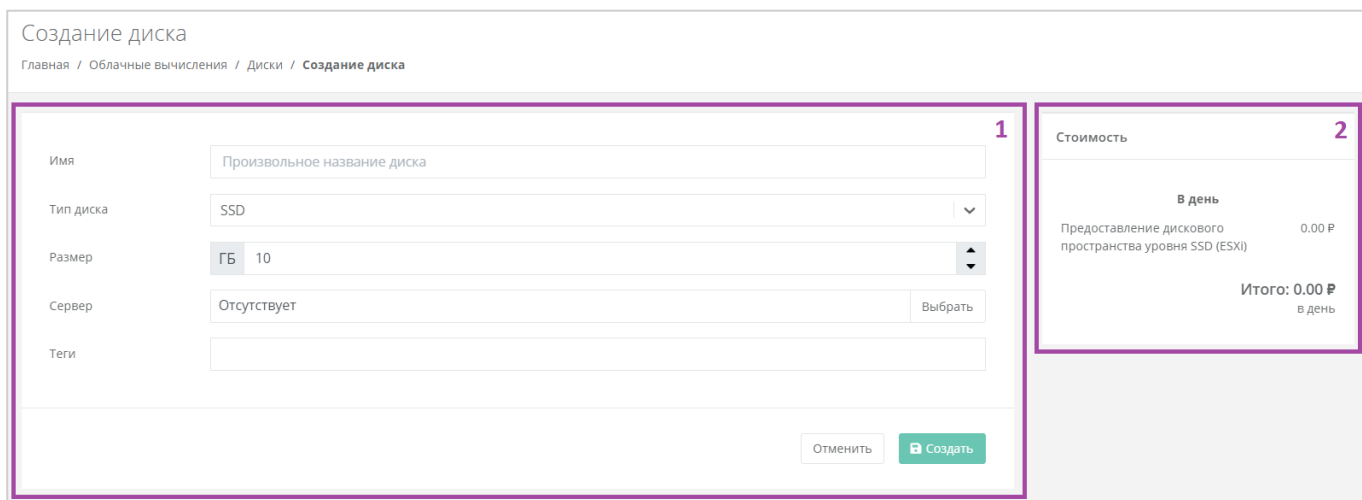 Создание диска
Главная / Облачные вычисления / Диски / Создание диска
1
Имя
Произвольное название диска
Тип диска
SSD
Размер
ГБ 10
Сервер
Отсутствует
Выбрать
Теги
Отменить
Создать
2
Стоимость
В день
Предоставление дискового 0.00 ₽
пространства уровня SSD (ESXi)
Итого: 0.00 ₽
в день